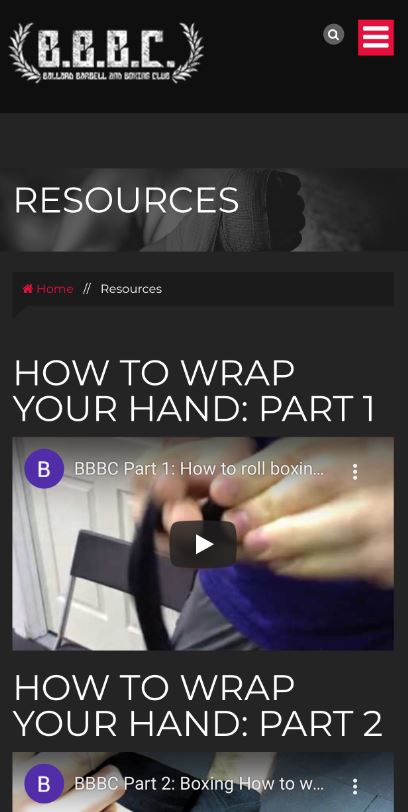 B.B.B.C.
BALLARD BARBELL AND BOXING CLUB
RESOURCES
Home // Resources
HOW TO WRAP
YOUR HAND: PART 1
B BBBC Part 1: How to roll boxin...
HOW TO WRAP
YOUR HAND: PART 2
B BBBC Part 2: Boxing How to w...